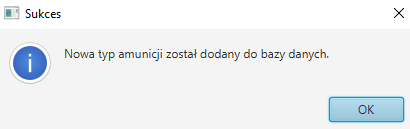 Sukces
Nowa typ amunicji został dodany do bazy danych.
OK